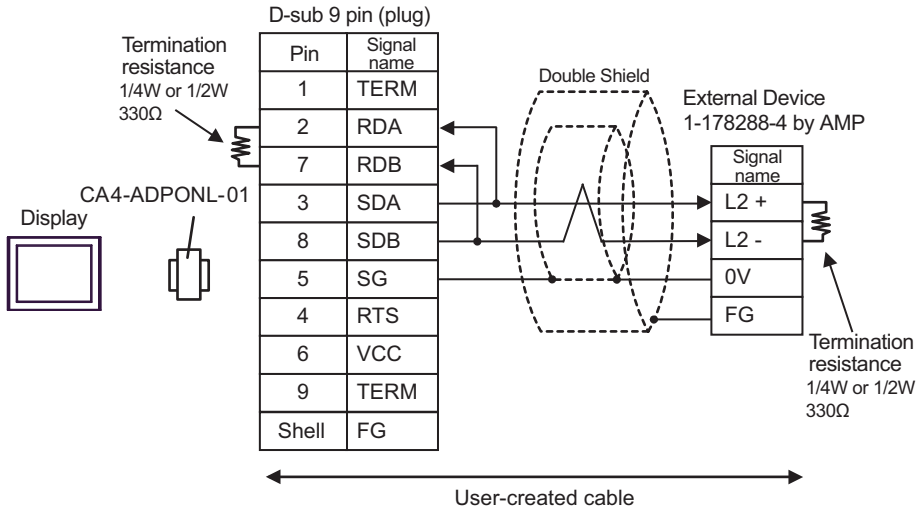 D-sub 9 pin (plug)
Termination
resistance
1/4W or 1/2W
330Ω
Pin Signal name
1 TERM
2 RDA
7 RDB
3 SDA
8 SDB
5 SG
4 RTS
6 VCC
9 TERM
Shell FG
CA4-ADPONL-01
Display
Double Shield
External Device
1-178288-4 by AMP
Signal
name
L2 +
L2 -
0V
FG
Termination
resistance
1/4W or 1/2W
330Ω
User-created cable